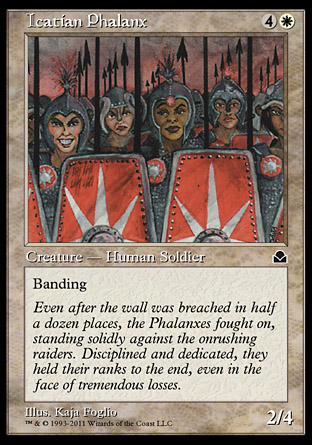 Icatian Phalanx 4
Creature — Human Soldier
Banding
Even after the wall was breached in half
a dozen places, the Phalanxes fought on,
standing solidly against the onrushing
raiders. Disciplined and dedicated, they
held their ranks to the end, even in the
face of tremendous losses.
Illus. Kaja Foglio
™ & © 1993-2011 Wizards of the Coast LLC
2/4